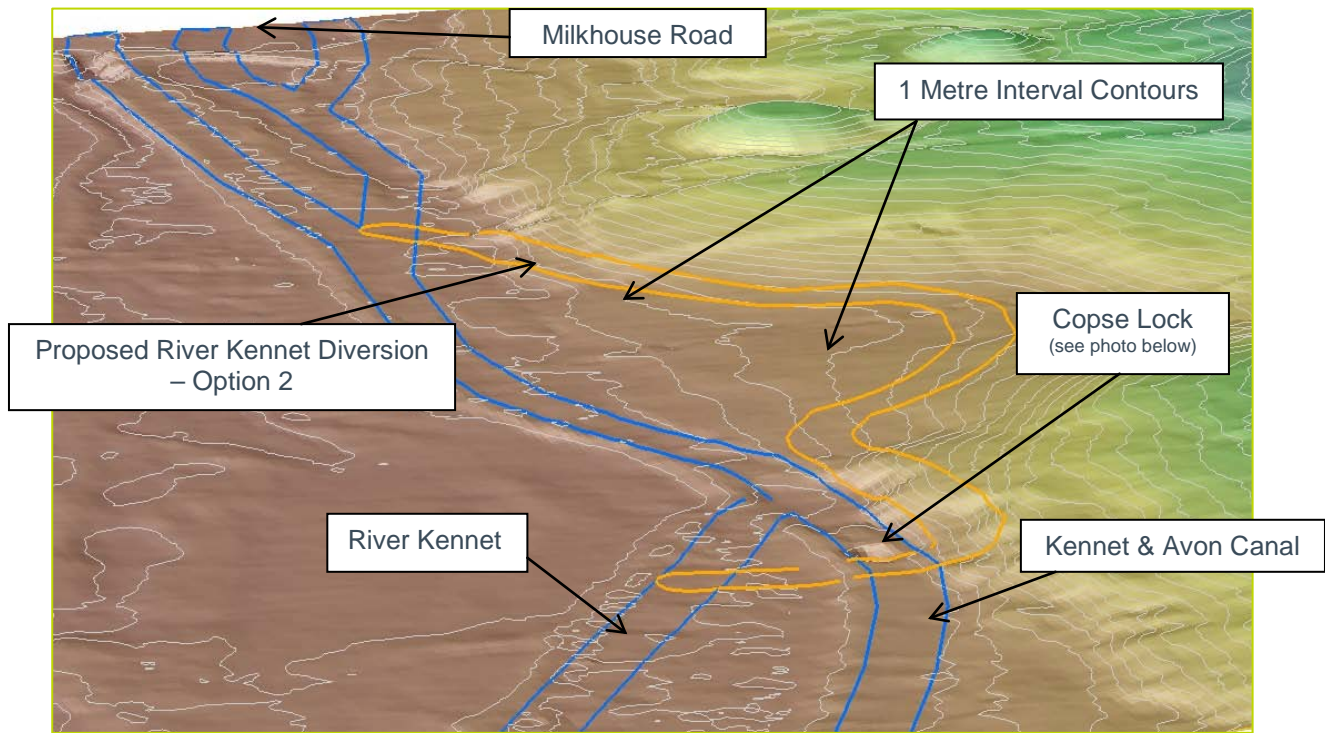 Milkhouse Road
1 Metre Interval Contours
Copse Lock
(see photo below)
Proposed River Kennet Diversion
– Option 2
River Kennet
Kennet & Avon Canal